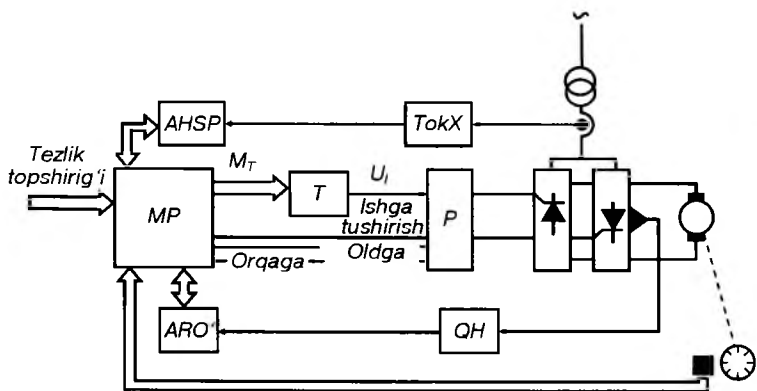 AHSP
TokX
Tezlik
topshirig'i
M_T
U_I
MP
T
Ishga
tushirish
P
Orqaga
Oldga
ARO'
QH